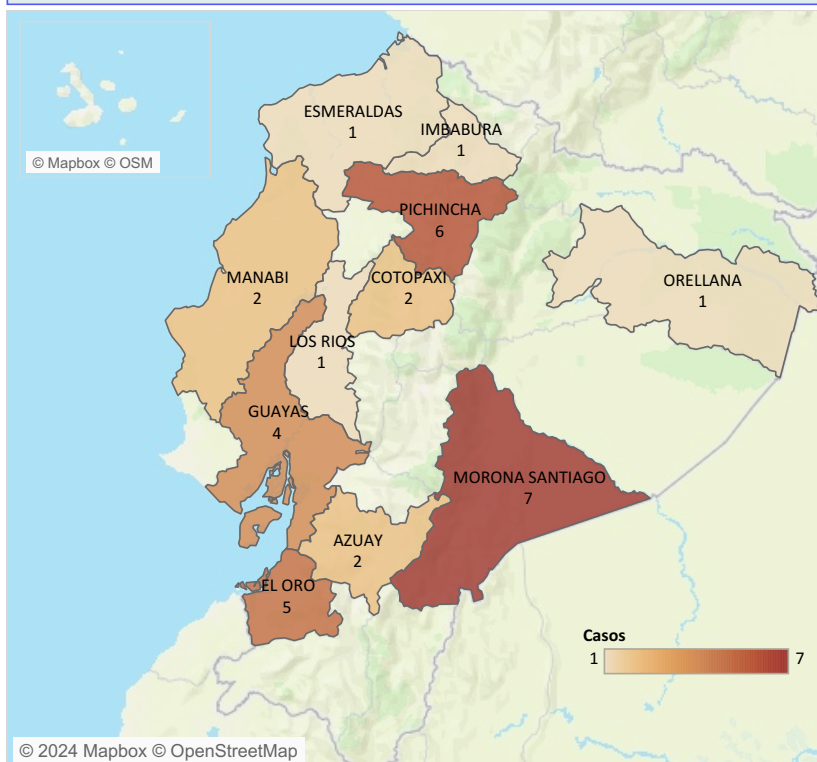 © Mapbox © OSM
ESMERALDAS
1
IMBABURA
1
PICHINCHA
6
MANABI
2
COTOPAXI
2
ORELLANA
1
LOS RIOS
1
GUAYAS
4
MORONA SANTIAGO
7
AZUAY
2
EL ORO
5
Casos
1 7
© 2024 Mapbox © OpenStreetMap